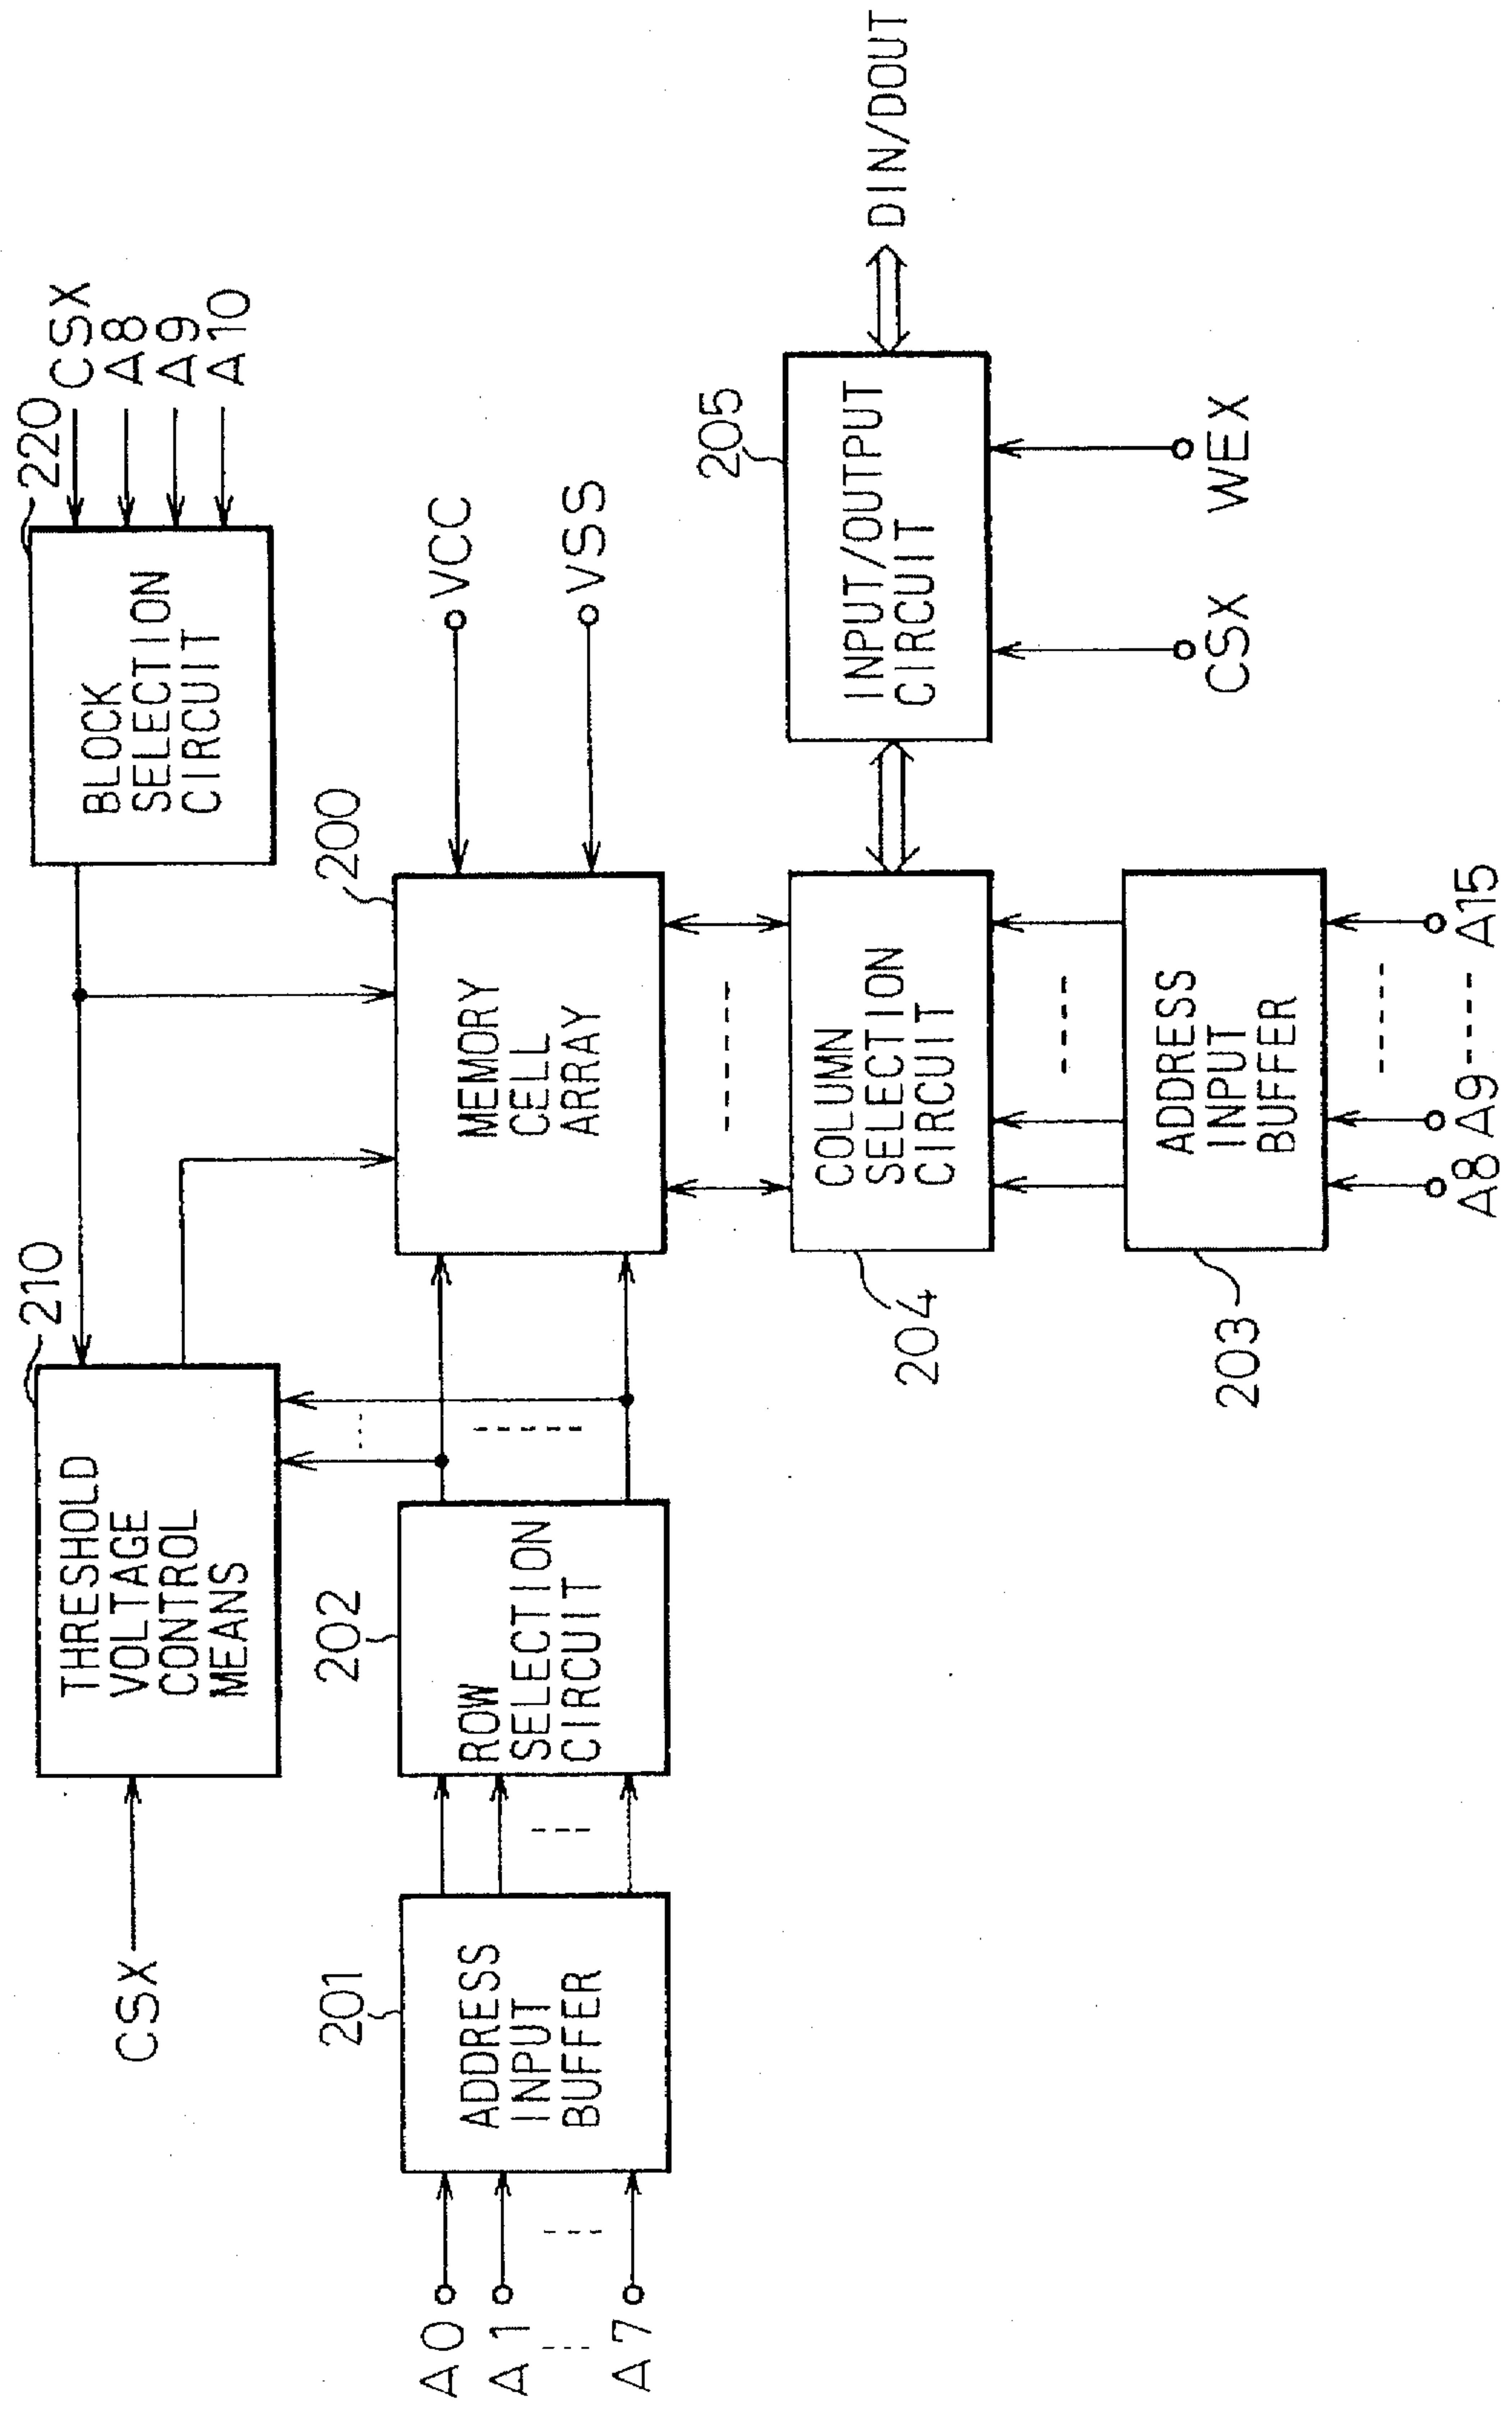 220
CSX
A8
A9
A10
BLOCK
SELECTION
CIRCUIT
210
THRESHOLD
VOLTAGE
CONTROL
MEANS
CSX
VCC
VSS
200
MEMORY
CELL
ARRAY
202
ROW
SELECTION
CIRCUIT
201
ADDRESS
INPUT
BUFFER
A0
A1
A7
205
INPUT/OUTPUT
CIRCUIT
DIN/DOUT
CSX
WEX
204
COLUMN
SELECTION
CIRCUIT
203
ADDRESS
INPUT
BUFFER
A8 A9 ----- A15